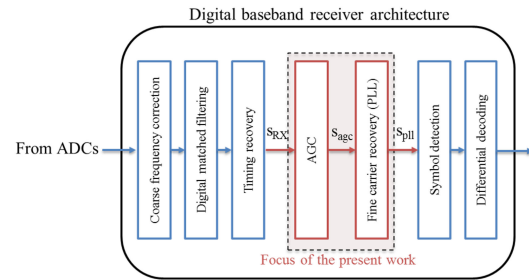 Digital baseband receiver architecture
From ADCs
Coarse frequency correction
Digital matched filtering
Timing recovery
sRX
AGC
sagc
Fine carrier recovery (PLL)
spll
Symbol detection
Differential decoding
Focus of the present work